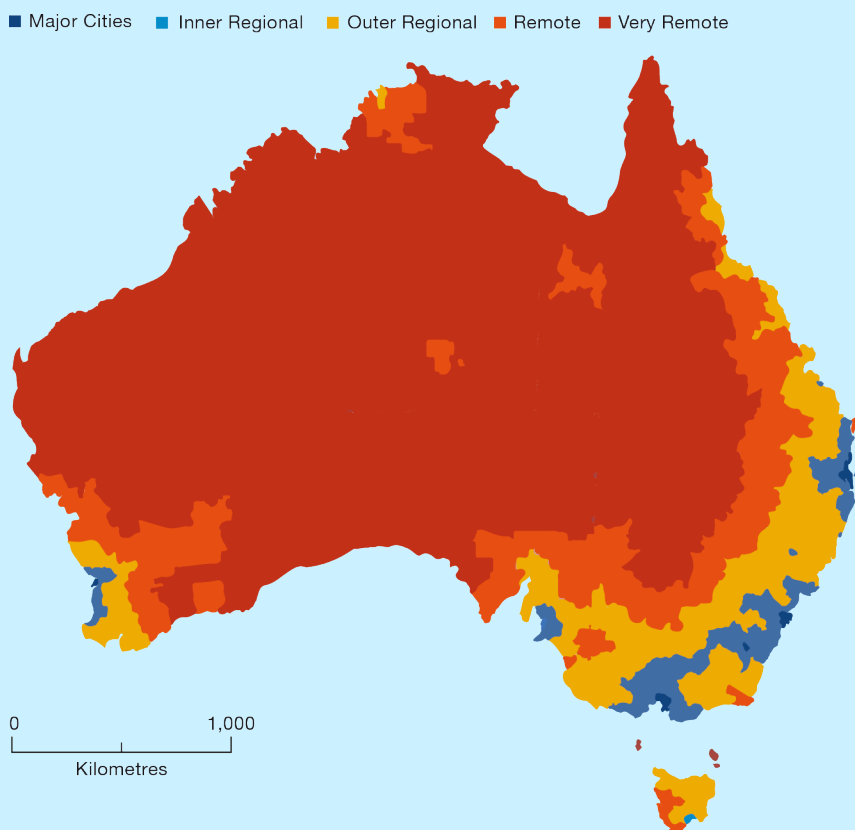 Major Cities Inner Regional Outer Regional Remote Very Remote
0 1,000
Kilometres